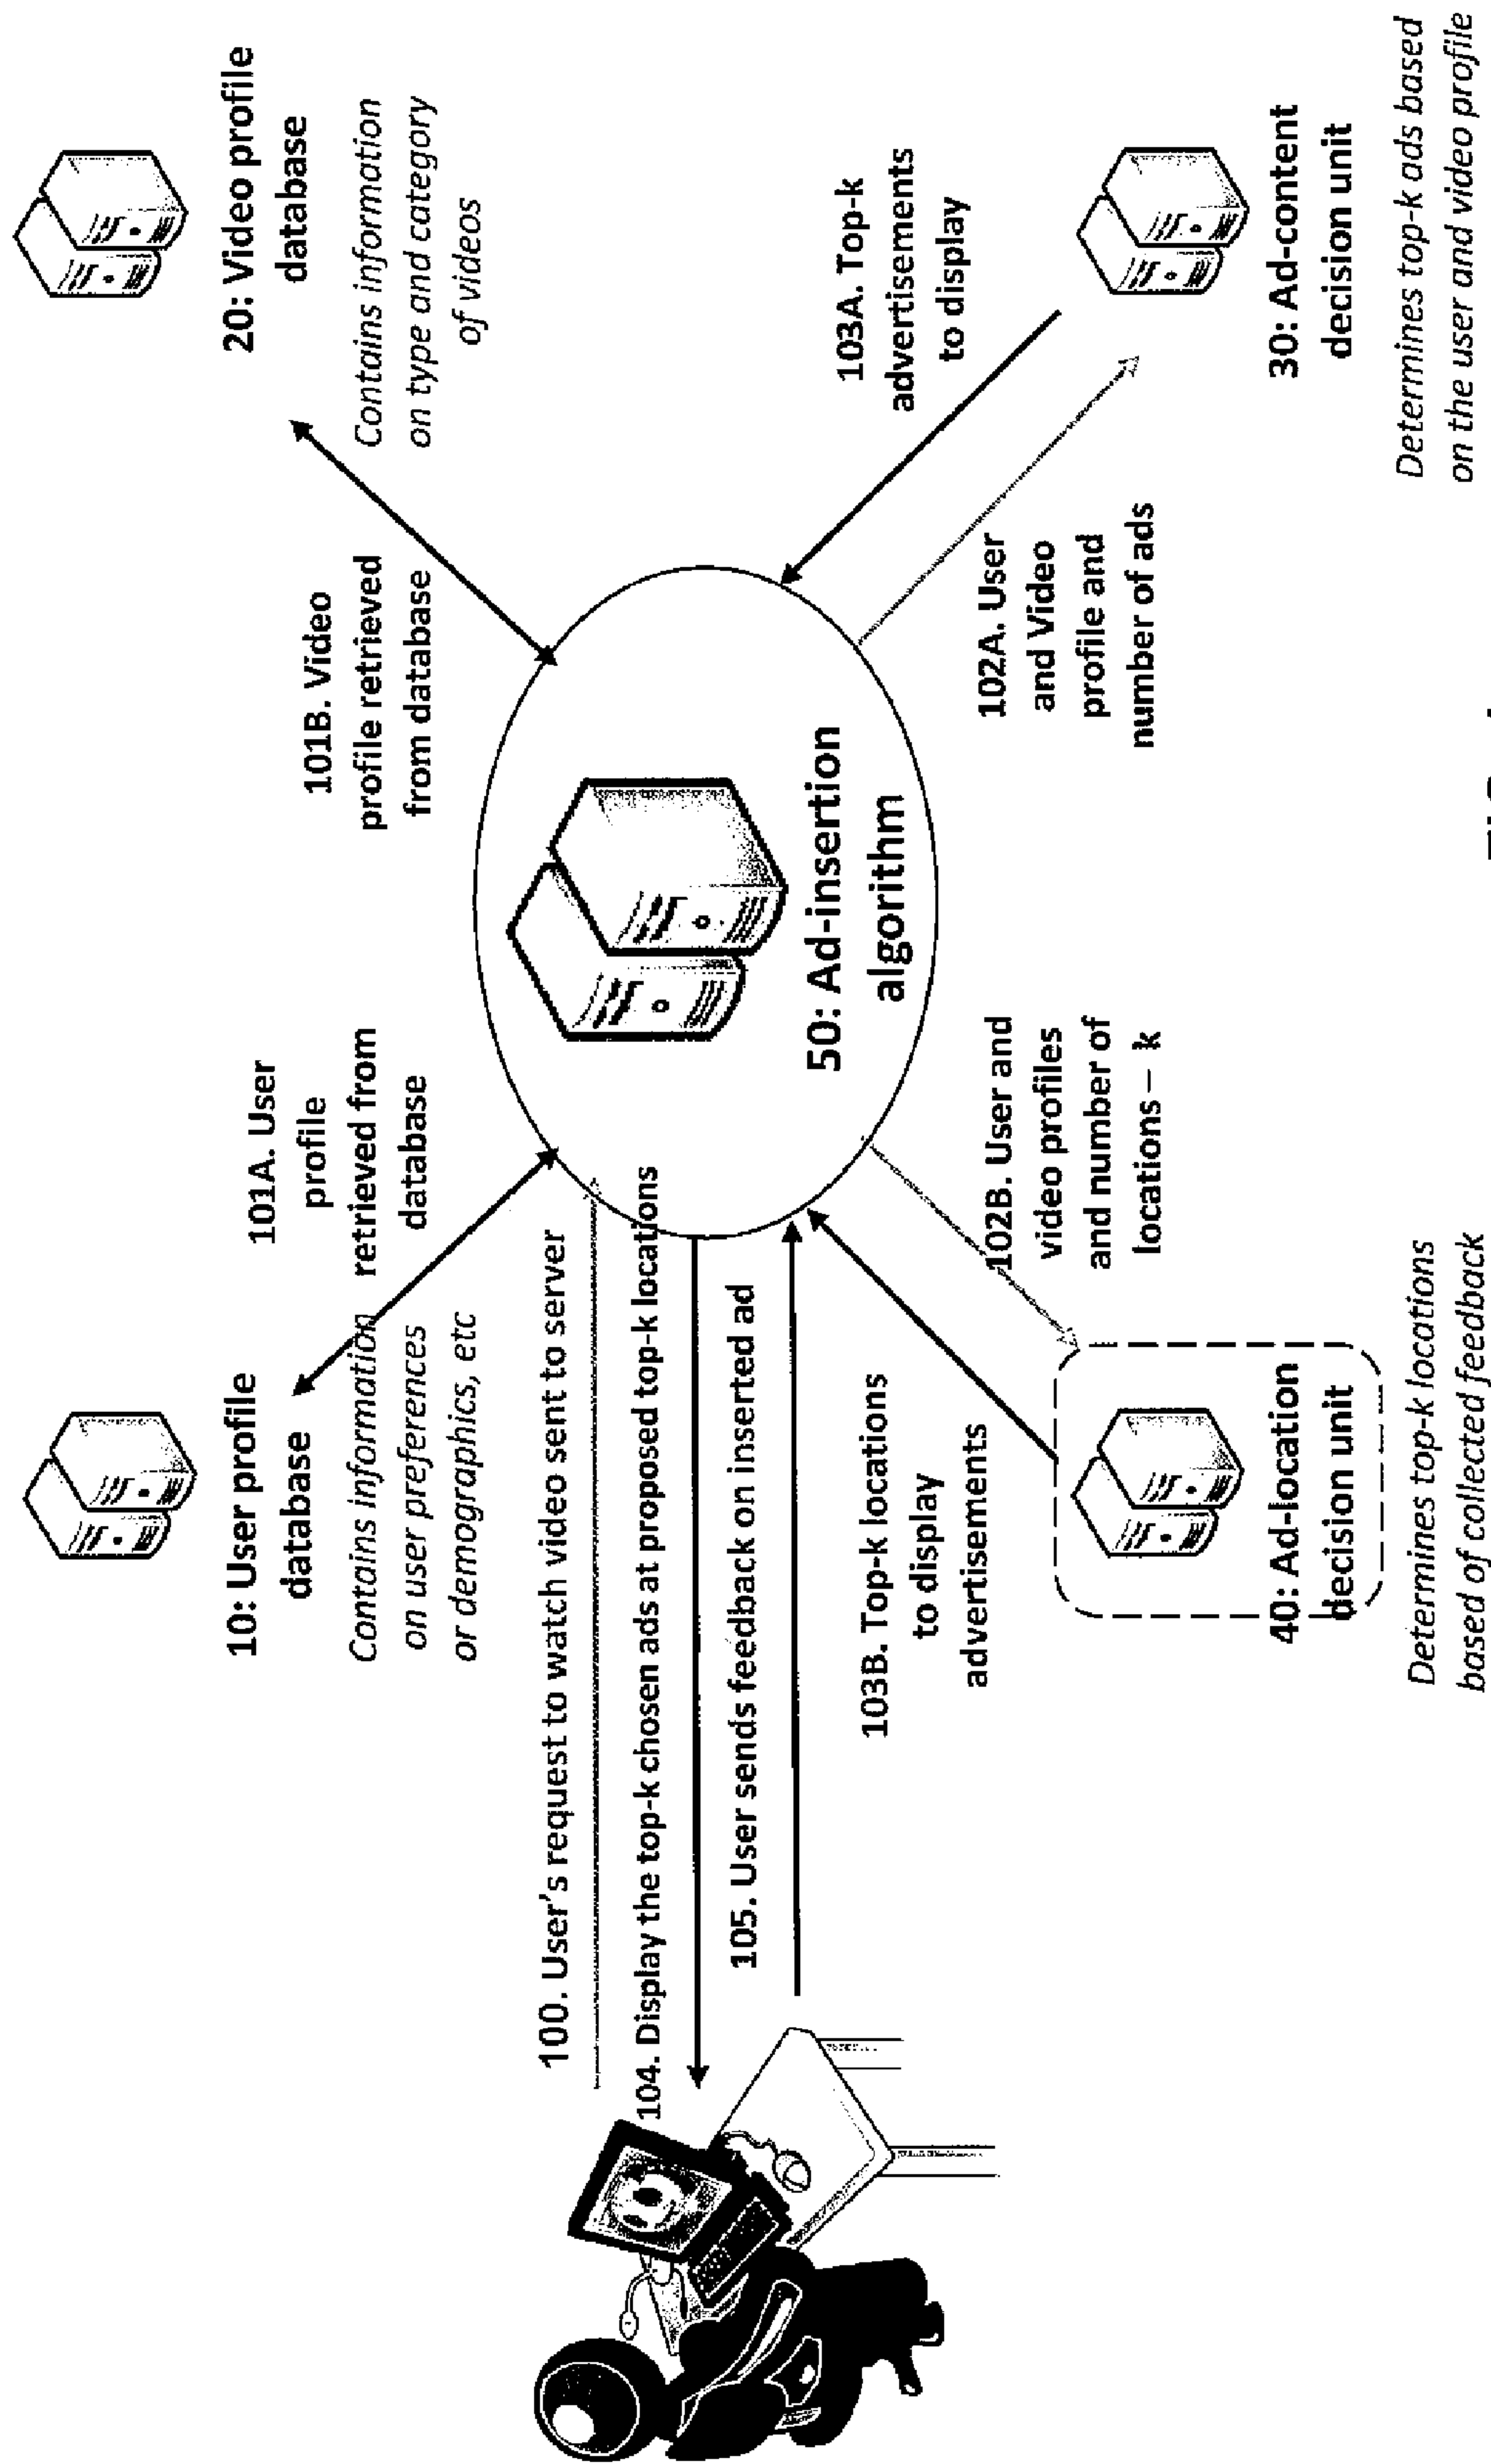 10: User profile
database
Contains information
on user preferences
or demographics, etc
101A. User
profile
retrieved from
database
101B. Video
profile retrieved
from database
20: Video profile
database
Contains information
on type and category
of videos
100. User's request to watch video sent to server
104. Display the top-k chosen ads at proposed top-k locations
105. User sends feedback on inserted ad
50: Ad-insertion
algorithm
103B. Top-k locations
to display
advertisements
102B. User and
video profiles
and number of
locations – k
102A. User
and Video
profile and
number of ads
103A. Top-k
advertisements
to display
40: Ad-location
decision unit
Determines top-k locations
based of collected feedback
30: Ad-content
decision unit
Determines top-k ads based
on the user and video profile